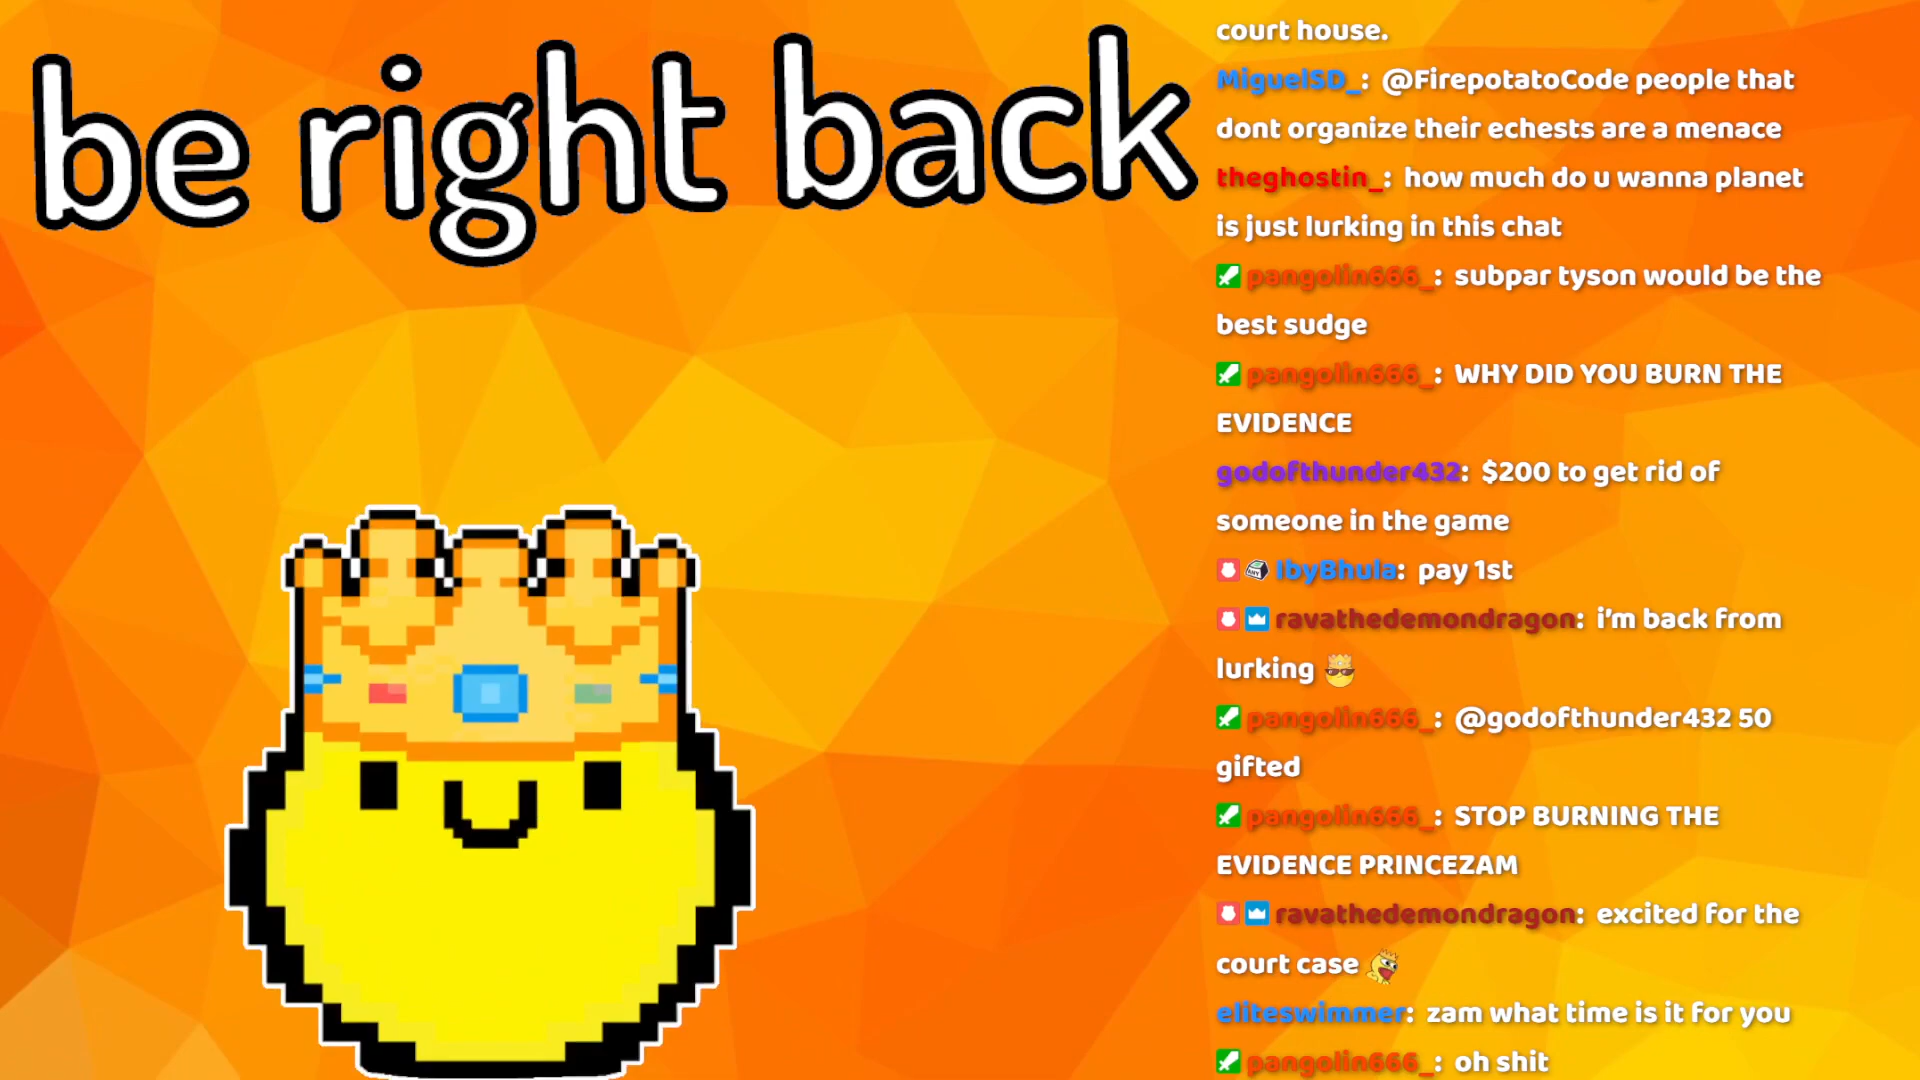 be right back
court house.
MiguelSD_: @FirepotatoCode people that
dont organize their echests are a menace
theghostin_: how much do u wanna planet
is just lurking in this chat
pangolin666_: subpar tyson would be the
best sudge
pangolin666_: WHY DID YOU BURN THE
EVIDENCE
godofthunder432: $200 to get rid of
someone in the game
IbyBhula: pay 1st
ravathedemondragon: i'm back from
lurking
pangolin666_: @godofthunder432 50
gifted
pangolin666_: STOP BURNING THE
EVIDENCE PRINCEZAM
ravathedemondragon: excited for the
court case
eliteswimmer: zam what time is it for you
pangolin666_: oh shit